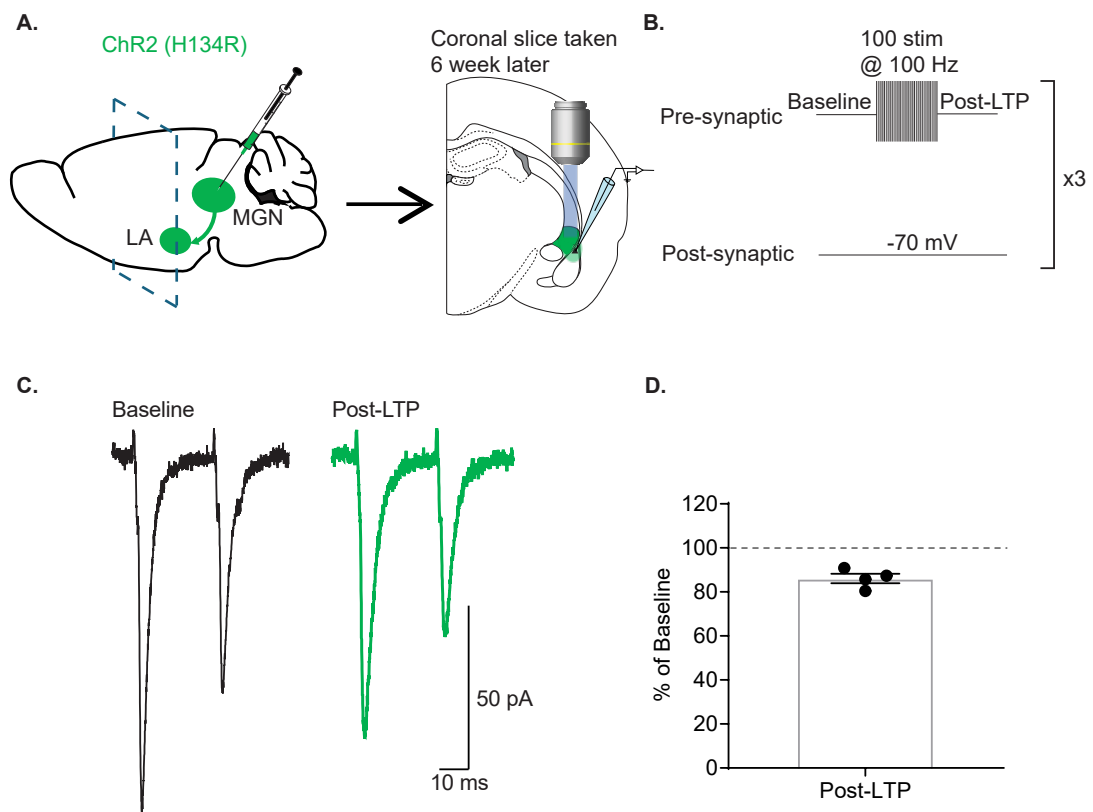 A.
ChR2 (H134R)
MGN
LA
Coronal slice taken
6 week later
B.
100 stim
@ 100 Hz
Baseline
Post-LTP
Pre-synaptic
x3
-70 mV
Post-synaptic
C.
Baseline
Post-LTP
50 pA
10 ms
D.
120
100
80
60
40
20
0
% of Baseline
Post-LTP